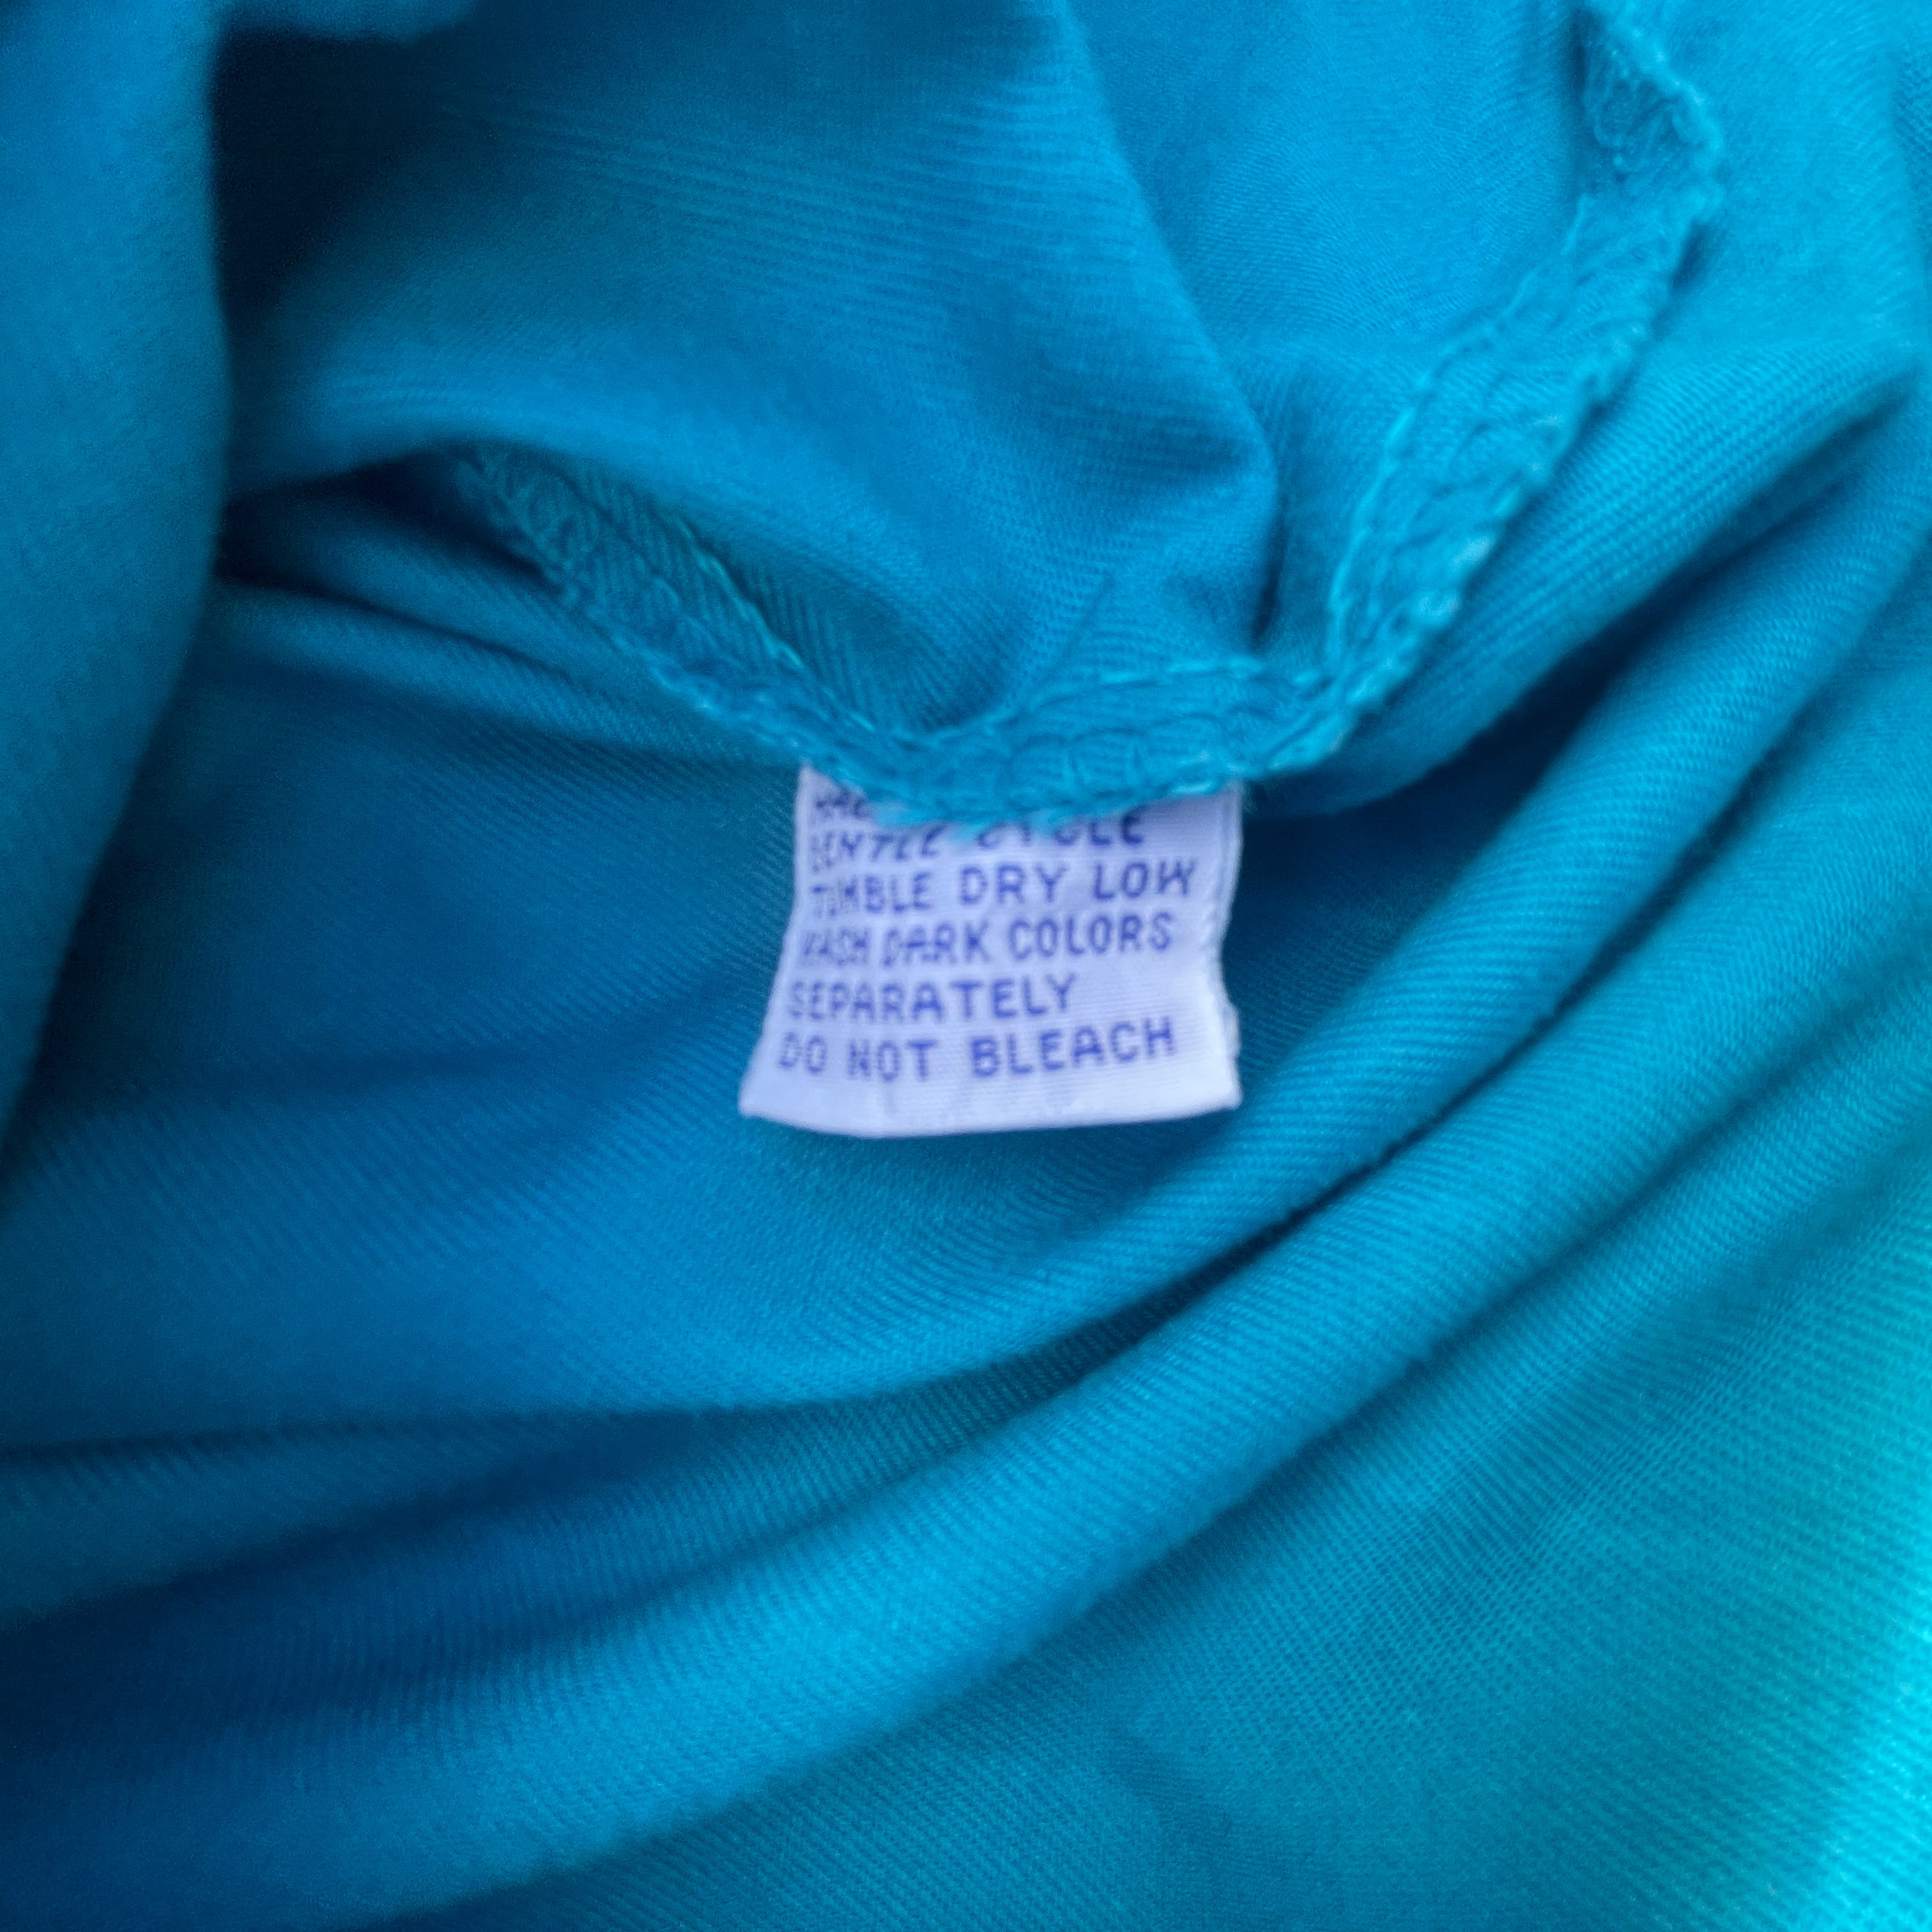 GENTLE CYCLE
TUMBLE DRY LOW
WASH DARK COLORS
SEPARATELY
DO NOT BLEACH